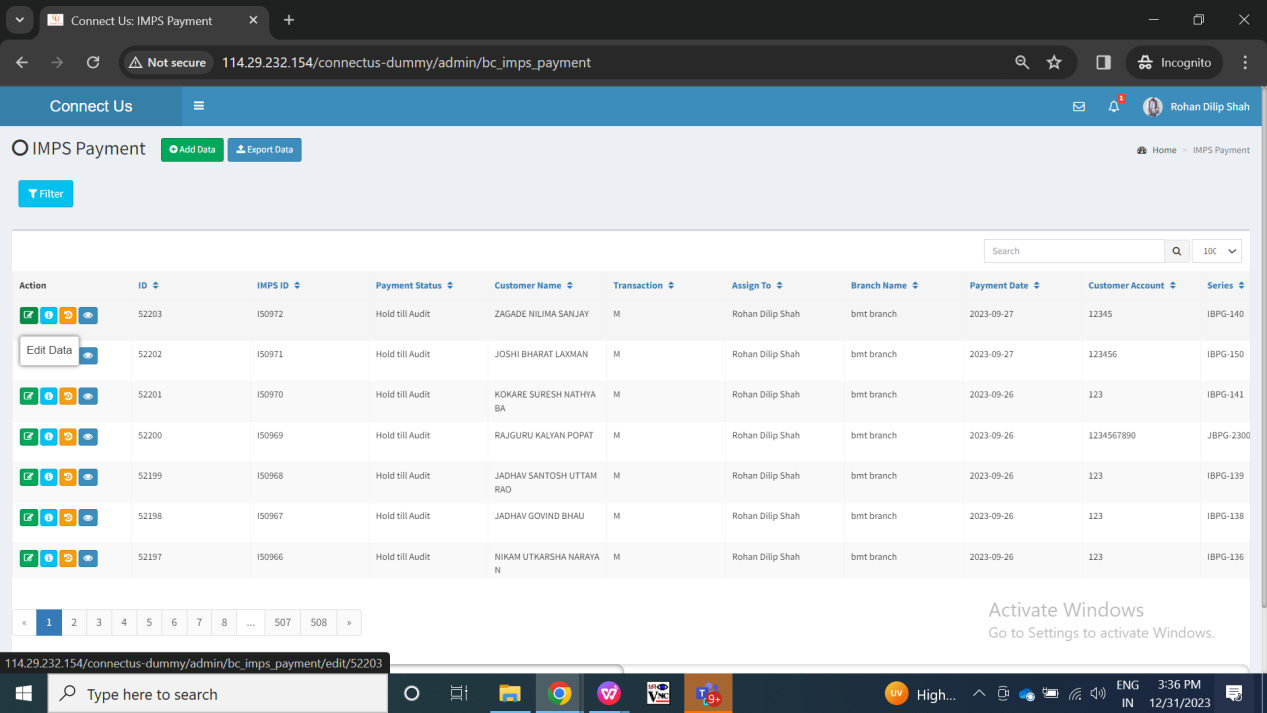 Connect Us: IMPS Payment
Not secure 114.29.232.154/connectus-dummy/admin/bc_imps_payment Incognito
Connect Us 1 Rohan Dilip Shah
IMPS Payment Add Data Export Data Home > IMPS Payment
Filter
Search 100
Action ID IMPS ID Payment Status Customer Name Transaction Assign To Branch Name Payment Date Customer Account Series
52203 I50972 Hold till Audit ZAGADE NILIMA SANJAY M Rohan Dilip Shah bmt branch 2023-09-27 12345 IBPG-140
Edit Data
52202 I50971 Hold till Audit JOSHI BHARAT LAXMAN M Rohan Dilip Shah bmt branch 2023-09-27 123456 IBPG-150
52201 I50970 Hold till Audit KOKARE SURESH NATHYA M Rohan Dilip Shah bmt branch 2023-09-26 123 IBPG-141
BA
52200 I50969 Hold till Audit RAJGURU KALYAN POPAT M Rohan Dilip Shah bmt branch 2023-09-26 1234567890 JBPG-2300
52199 I50968 Hold till Audit JADHAV SANTOSH UTTAM M Rohan Dilip Shah bmt branch 2023-09-26 123 IBPG-139
RAO
52198 I50967 Hold till Audit JADHAV GOVIND BHAU M Rohan Dilip Shah bmt branch 2023-09-26 123 IBPG-138
52197 I50966 Hold till Audit NIKAM UTKARSHA NARAYA M Rohan Dilip Shah bmt branch 2023-09-26 123 IBPG-136
N
« 1 2 3 4 5 6 7 8 ... 507 508 »
Activate Windows
Go to Settings to activate Windows.
114.29.232.154/connectus-dummy/admin/bc_imps_payment/edit/52203
Type here to search VNC T 9+ UV High... ENG 3:36 PM
IN 12/31/2023